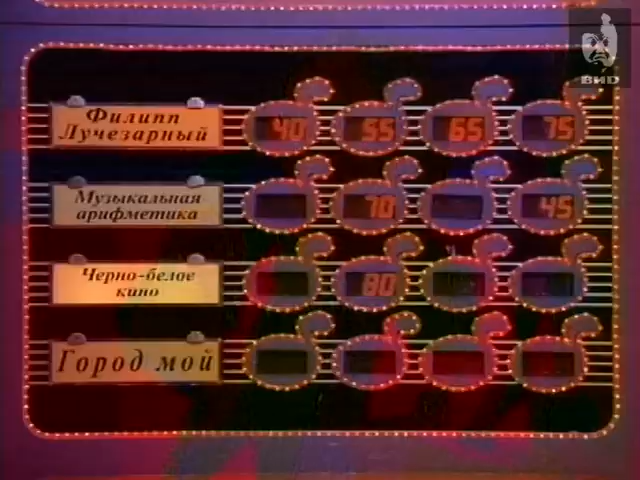 ВИD
Филипп
Лучезарный
40 55 65 75
Музыкальная
арифметика
70 45
Черно-белое
кино
80
Город мой